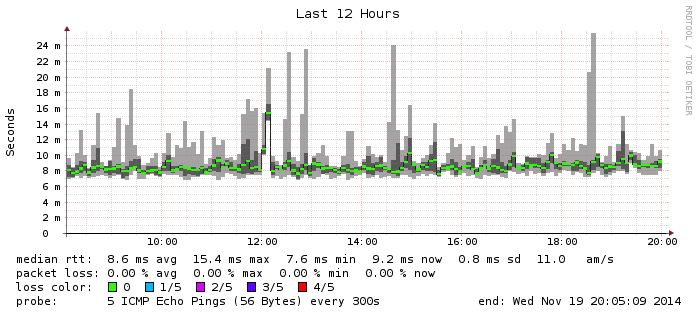 Last 12 Hours
RRDTOOL / TOBI OETIKER
Seconds
24 m
22 m
20 m
18 m
16 m
14 m
12 m
10 m
8 m
6 m
4 m
2 m
0
10:00 12:00 14:00 16:00 18:00 20:00
median rtt: 8.6 ms avg 15.4 ms max 7.6 ms min 9.2 ms now 0.8 ms sd 11.0 am/s
packet loss: 0.00 % avg 0.00 % max 0.00 % min 0.00 % now
loss color: 0 1/5 2/5 3/5 4/5
probe: 5 ICMP Echo Pings (56 Bytes) every 300s end: Wed Nov 19 20:05:09 2014